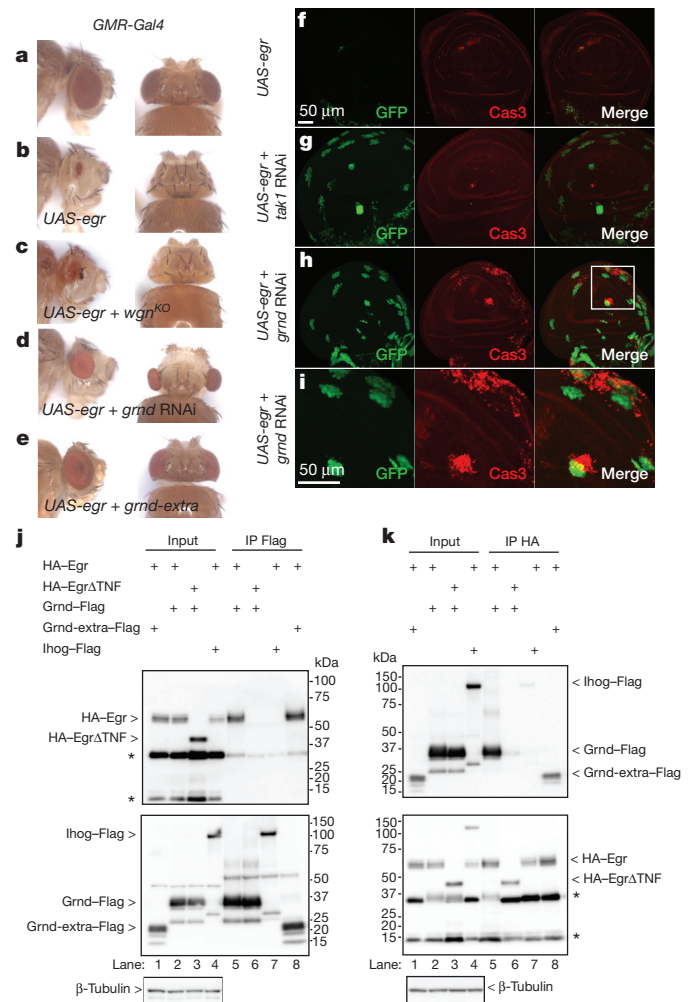 GMR-Gal4
a
b
UAS-egr
c
UAS-egr + wgnKO
d
UAS-egr + grnd RNAi
e
UAS-egr + grnd-extra
f
UAS-egr
50 μm
GFP
Cas3
Merge
g
UAS-egr +
tak1 RNAi
GFP
Cas3
Merge
h
UAS-egr +
grnd RNAi
GFP
Cas3
Merge
i
UAS-egr +
grnd RNAi
50 μm
GFP
Cas3
Merge
j
Input IP Flag
HA–Egr + + + + + +
HA–EgrΔTNF + +
Grnd–Flag + + + +
Grnd-extra–Flag + +
Ihog–Flag + +
kDa
100
75
HA–Egr >
50
HA–EgrΔTNF >
37
*
25
20
15
*
Ihog–Flag >
150
100
75
50
Grnd–Flag >
37
25
Grnd-extra–Flag >
20
15
Lane: 1 2 3 4 5 6 7 8
β-Tubulin >
k
Input IP HA
+ + + + + +
+ +
+ + + +
+ +
+ +
kDa
150
100
75
< Ihog–Flag
50
37
< Grnd–Flag
25
20
< Grnd-extra–Flag
15
150
100
75
< HA–Egr
50
< HA–EgrΔTNF
37
*
25
20
15
*
1 2 3 4 5 6 7 8
< β-Tubulin